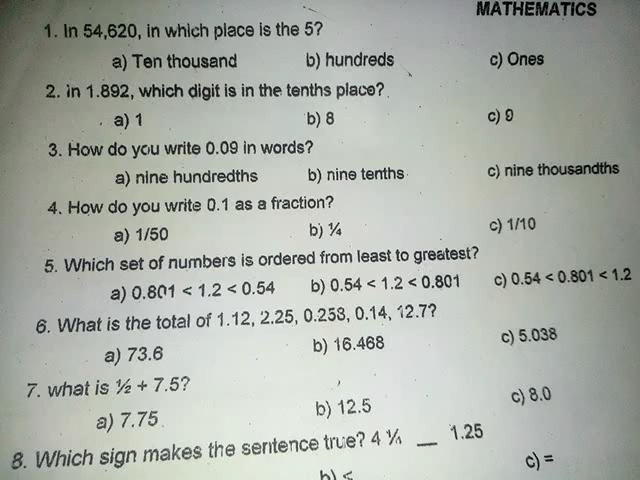 MATHEMATICS
1. In 54,620, in which place is the 5?
a) Ten thousand b) hundreds c) Ones
2. in 1.892, which digit is in the tenths place?
a) 1 b) 8 c) 9
3. How do you write 0.09 in words?
a) nine hundredths b) nine tenths c) nine thousandths
4. How do you write 0.1 as a fraction?
a) 1/50 b) ¼ c) 1/10
5. Which set of numbers is ordered from least to greatest?
a) 0.801 < 1.2 < 0.54 b) 0.54 < 1.2 < 0.801 c) 0.54 < 0.801 < 1.2
6. What is the total of 1.12, 2.25, 0.258, 0.14, 12.7?
a) 73.6 b) 16.468 c) 5.038
7. what is ½ + 7.5?
a) 7.75 b) 12.5 c) 8.0
8. Which sign makes the sentence true? 4 ¼ __ 1.25
b) < c) =